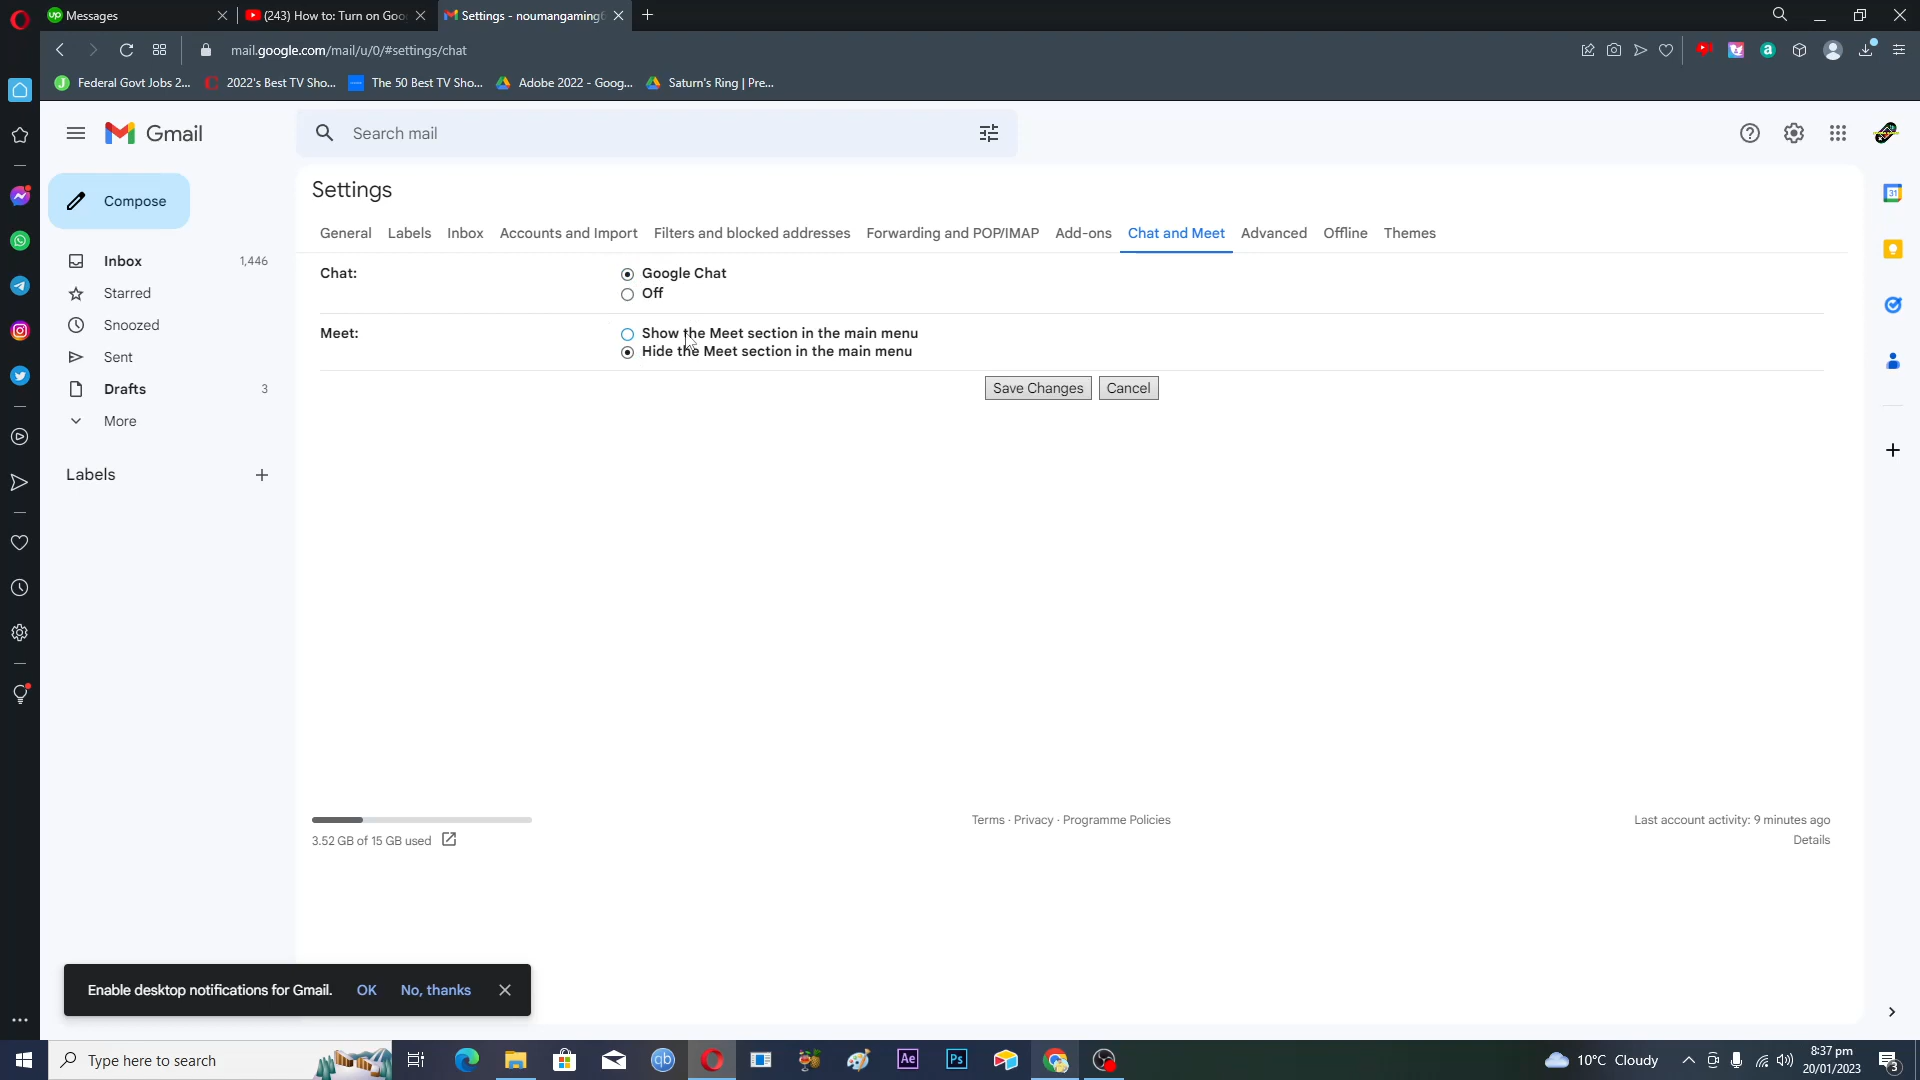 Messages
(243) How to: Turn on Goo
Settings - noumangaming
mail.google.com/mail/u/0/#settings/chat
Federal Govt Jobs 2...
2022's Best TV Sho...
The 50 Best TV Sho...
Adobe 2022 - Goog...
Saturn's Ring | Pre...
Gmail
Search mail
Compose
Inbox 1,446
Starred
Snoozed
Sent
Drafts 3
More
Labels
Settings
General Labels Inbox Accounts and Import Filters and blocked addresses Forwarding and POP/IMAP Add-ons Chat and Meet Advanced Offline Themes
Chat: Google Chat
Off
Meet: Show the Meet section in the main menu
Hide the Meet section in the main menu
Save Changes Cancel
3.52 GB of 15 GB used
Terms · Privacy · Programme Policies
Last account activity: 9 minutes ago
Details
Enable desktop notifications for Gmail. OK No, thanks
Type here to search
10°C Cloudy
8:37 pm
20/01/2023
3